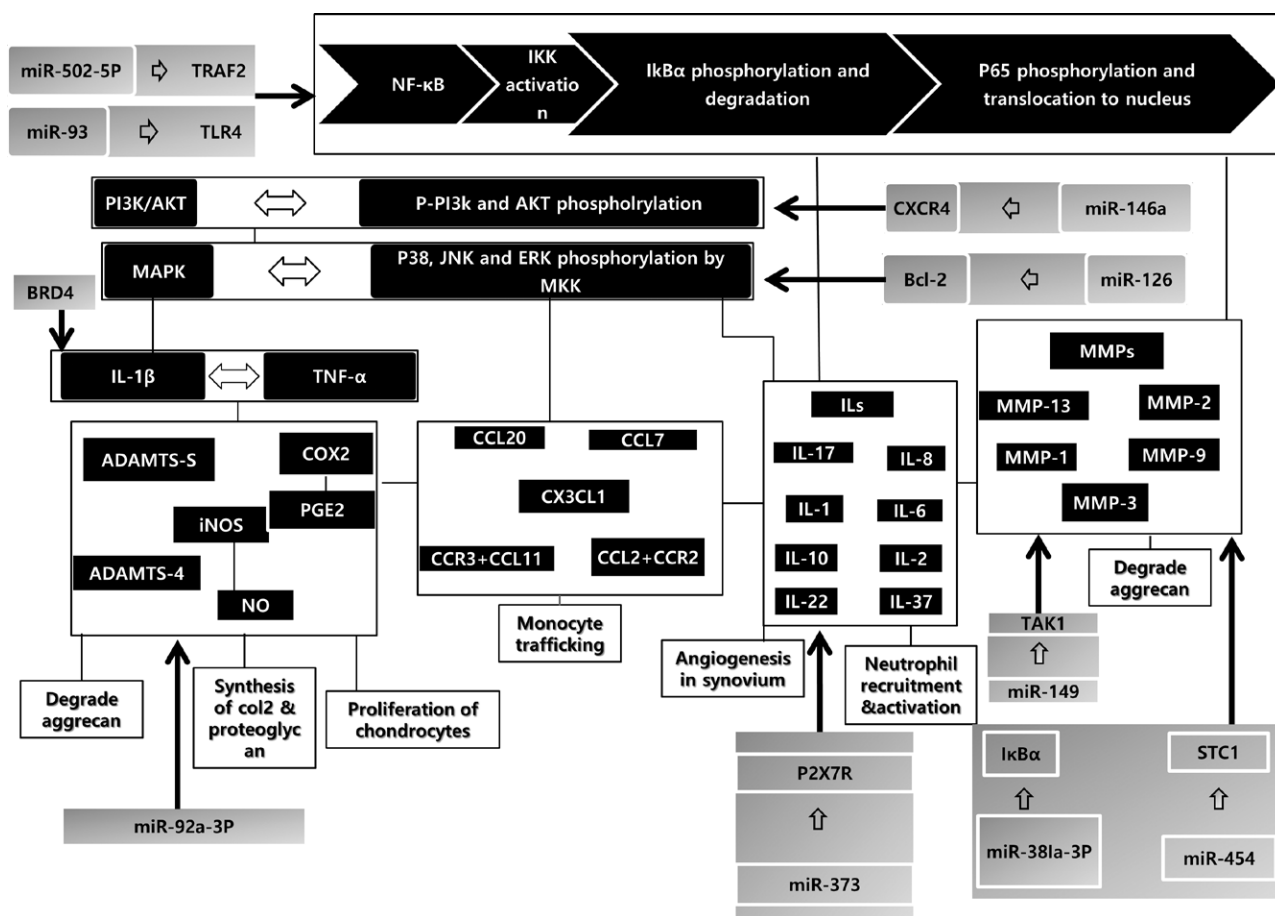 miR-502-5P
TRAF2
miR-93
TLR4
NF-κB
IKK
activatio
n
IkBα phosphorylation and
degradation
P65 phosphorylation and
translocation to nucleus
PI3K/AKT
P-PI3k and AKT phospholrylation
CXCR4
miR-146a
MAPK
P38, JNK and ERK phosphorylation by
MKK
Bcl-2
miR-126
BRD4
IL-1β
TNF-α
ADAMTS-S
COX2
PGE2
iNOS
ADAMTS-4
NO
CCL20
CCL7
CX3CL1
CCR3+CCL11
CCL2+CCR2
ILs
IL-17
IL-8
IL-1
IL-6
IL-10
IL-2
IL-22
IL-37
MMPs
MMP-13
MMP-2
MMP-1
MMP-9
MMP-3
Degrade
aggrecan
Synthesis
of col2 &
proteoglyc
an
Proliferation of
chondrocytes
Monocyte
trafficking
Angiogenesis
in synovium
Neutrophil
recruitment
&activation
Degrade
aggrecan
TAK1
miR-149
miR-92a-3P
P2X7R
miR-373
IκBα
miR-38la-3P
STC1
miR-454